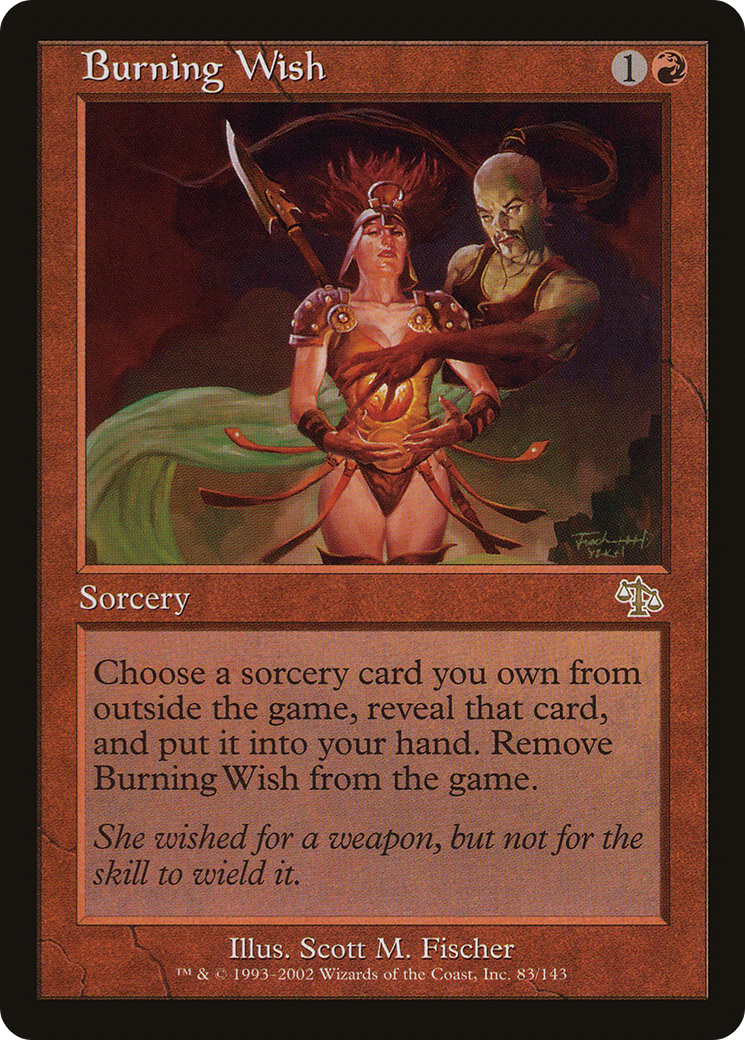 Burning Wish 1
Sorcery
Choose a sorcery card you own from
outside the game, reveal that card,
and put it into your hand. Remove
Burning Wish from the game.
She wished for a weapon, but not for the
skill to wield it.
Illus. Scott M. Fischer
™ & © 1993-2002 Wizards of the Coast, Inc. 83/143